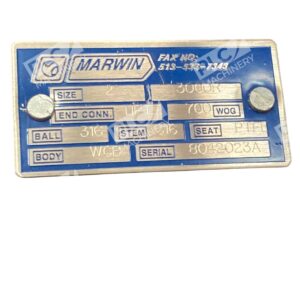 MARWIN FAX NO:
SIZE 2 3000R
END CONN. 700 WOG
BALL 316 STEM 316 SEAT PTFE
BODY WCB SERIAL 8042023A